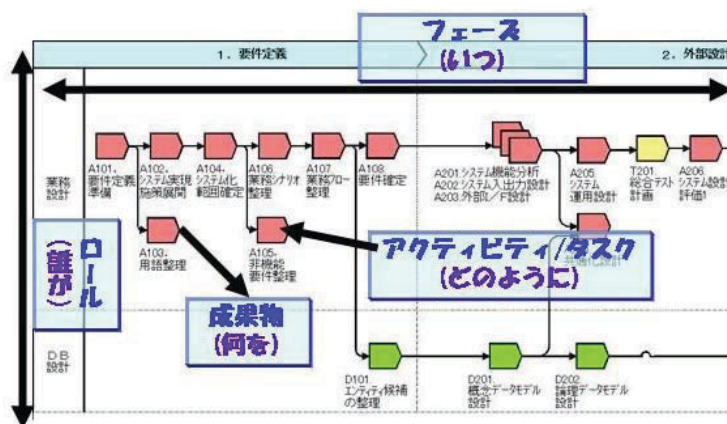 フェーズ
(いつ)
1. 要件定義
2. 外部設計
業務
設計
A101.
要件定義
準備
A102.
システム実現
施策展開
A104.
システム化
範囲確定
A106.
業務シナリオ
整理
A107.
業務フロー
整理
A108.
要件確定
A201.システム機能分析
A202.システム入出力設計
A203.外部I/F設計
A205.
システム
運用設計
T201.
総合テスト
計画
A206.
システム設計
評価1
A103.
用語整理
A105.
非機能
要件整理
共通化設計
ロール
(誰が)
アクティビティ/タスク
(どのように)
成果物
(何を)
DB
設計
D101.
エンティティ候補
の整理
D201.
概念データモデル
設計
D202.
論理データモデル
設計